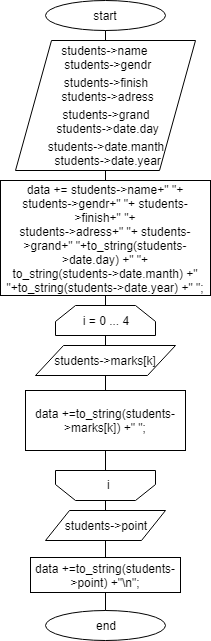 start
students->name
students->gendr
students->finish
students->adress
students->grand
students->date.day
students->date.manth
students->date.year
data += students->name+" "+
students->gendr+" "+ students-
>finish+" "+
students->adress+" "+ students-
>grand+" "+to_string(students-
>date.day) +" "+
to_string(students->date.manth) +"
"+to_string(students->date.year) +" ";
i = 0 ... 4
students->marks[k]
data +=to_string(students-
>marks[k]) +" ";
i
students->point
data +=to_string(students-
>point) +"\n";
end